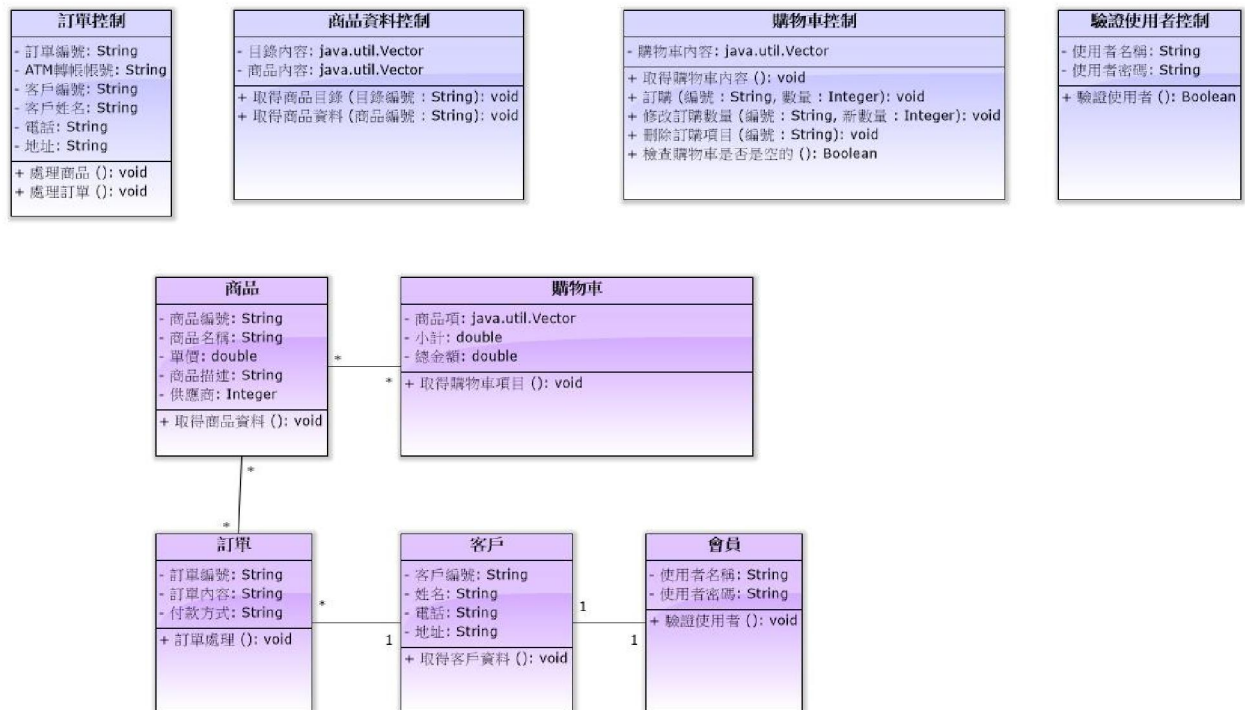 訂單控制
- 訂單編號: String
- ATM轉帳帳號: String
- 客戶編號: String
- 客戶姓名: String
- 電話: String
- 地址: String
+ 處理商品 (): void
+ 處理訂單 (): void
商品資料控制
- 目錄內容: java.util.Vector
- 商品內容: java.util.Vector
+ 取得商品目錄 (目錄編號 : String): void
+ 取得商品資料 (商品編號 : String): void
購物車控制
- 購物車內容: java.util.Vector
+ 取得購物車內容 (): void
+ 訂購 (編號 : String, 數量 : Integer): void
+ 修改訂購數量 (編號 : String, 新數量 : Integer): void
+ 刪除訂購項目 (編號 : String): void
+ 檢查購物車是否是空的 (): Boolean
驗證使用者控制
- 使用者名稱: String
- 使用者密碼: String
+ 驗證使用者 (): Boolean
商品
- 商品編號: String
- 商品名稱: String
- 單價: double
- 商品描述: String
- 供應商: Integer
+ 取得商品資料 (): void
*
*
購物車
- 商品項: java.util.Vector
- 小計: double
- 總金額: double
+ 取得購物車項目 (): void
*
*
訂單
- 訂單編號: String
- 訂單內容: String
- 付款方式: String
+ 訂單處理 (): void
*
1
客戶
- 客戶編號: String
- 姓名: String
- 電話: String
- 地址: String
+ 取得客戶資料 (): void
1
1
會員
- 使用者名稱: String
- 使用者密碼: String
+ 驗證使用者 (): void